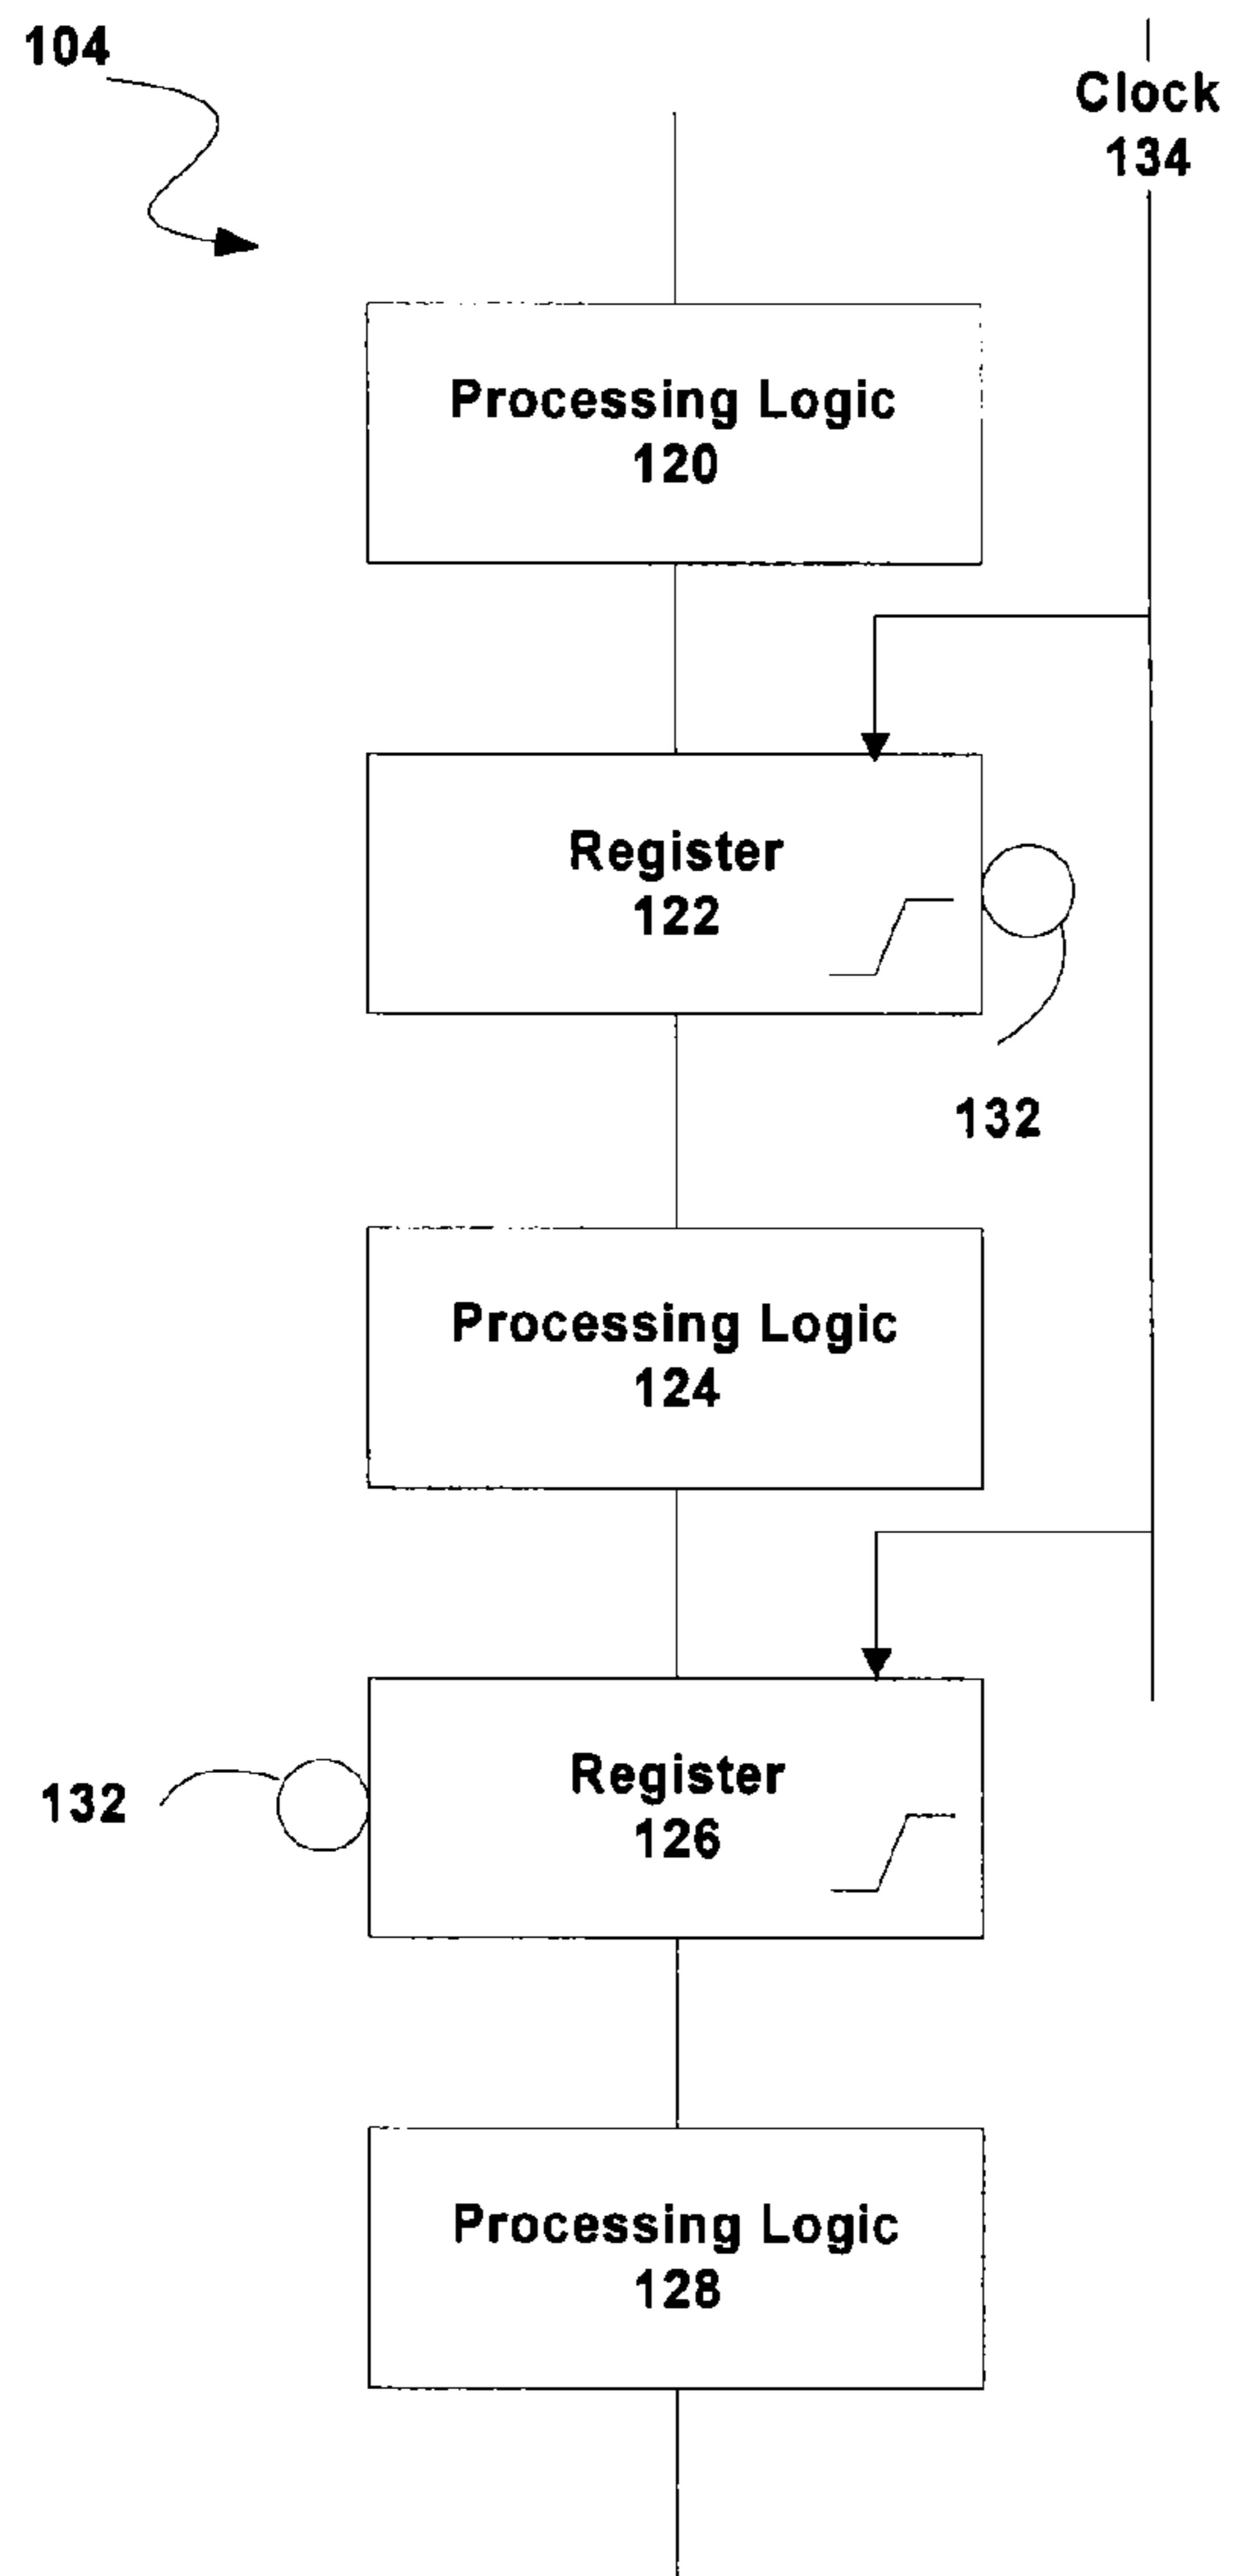 104
Clock
134
Processing Logic
120
Register
122
132
Processing Logic
124
Register
126
132
Processing Logic
128